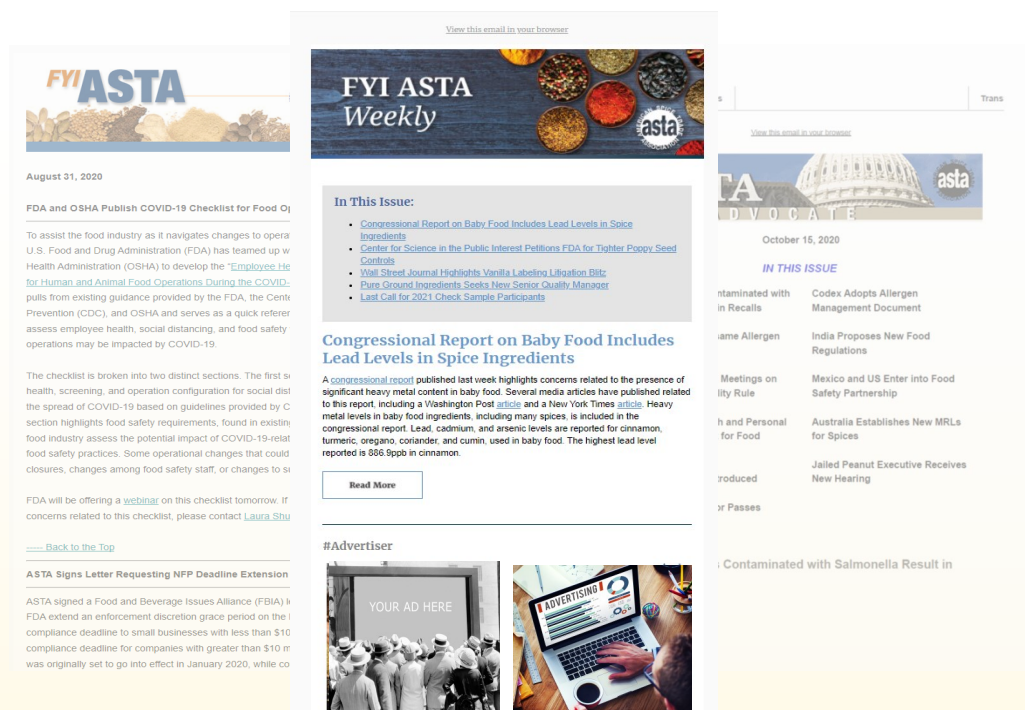 FYI ASTA
August 31, 2020
FDA and OSHA Publish COVID-19 Checklist for Food
To assist the food industry as it navigates changes to
U.S. Food and Drug Administration (FDA) has teamed up
Health Administration (OSHA) to develop the "Employee
for Human and Animal Food Operations During the COVID-
pulls from existing guidance provided by the FDA, the
Prevention (CDC), and OSHA and serves as a quick
assess employee health, social distancing, and food safety
operations may be impacted by COVID-19.
The checklist is broken into two distinct sections. The first
health, screening, and operation configuration for social
the spread of COVID-19 based on guidelines provided by
section highlights food safety requirements, found in existing
food industry assess the potential impact of
food safety practices. Some operational changes that could
closures, changes among food safety staff, or changes to
FDA will be offering a webinar on this checklist tomorrow. If
concerns related to this checklist, please contact Laura
----- Back to the Top
ASTA Signs Letter Requesting NFP Deadline Extension
ASTA signed a Food and Beverage Issues Alliance (FBIA)
FDA extend an enforcement discretion grace period on the
compliance deadline to small businesses with less than $10
compliance deadline for companies with greater than $10
was originally set to go into effect in January 2020, while
View this email in your browser
FYI ASTA
Weekly
AMERICAN SPICE TRADE ASSOCIATION
asta
In This Issue:
• Congressional Report on Baby Food Includes Lead Levels in Spice
Ingredients
• Center for Science in the Public Interest Petitions FDA for Tighter Poppy Seed
Controls
• Wall Street Journal Highlights Vanilla Labeling Litigation Blitz
• Pure Ground Ingredients Seeks New Senior Quality Manager
• Last Call for 2021 Check Sample Participants
Congressional Report on Baby Food Includes
Lead Levels in Spice Ingredients
A congressional report published last week highlights concerns related to the presence of
significant heavy metal content in baby food. Several media articles have published related
to this report, including a Washington Post article and a New York Times article. Heavy
metal levels in baby food ingredients, including many spices, is included in the
congressional report. Lead, cadmium, and arsenic levels are reported for cinnamon,
turmeric, oregano, coriander, and cumin, used in baby food. The highest lead level
reported is 886.9ppb in cinnamon.
Read More
#Advertiser
YOUR AD HERE
ADVERTISING
Trans
View this email in your browser
asta
October 15, 2020
IN THIS ISSUE
with
in Recalls
Allergen
Meetings on
Rule
and Personal
for Food
Passes
Codex Adopts Allergen
Management Document
India Proposes New Food
Regulations
Mexico and US Enter into Food
Safety Partnership
Australia Establishes New MRLs
for Spices
Jailed Peanut Executive Receives
New Hearing
Contaminated with Salmonella Result in